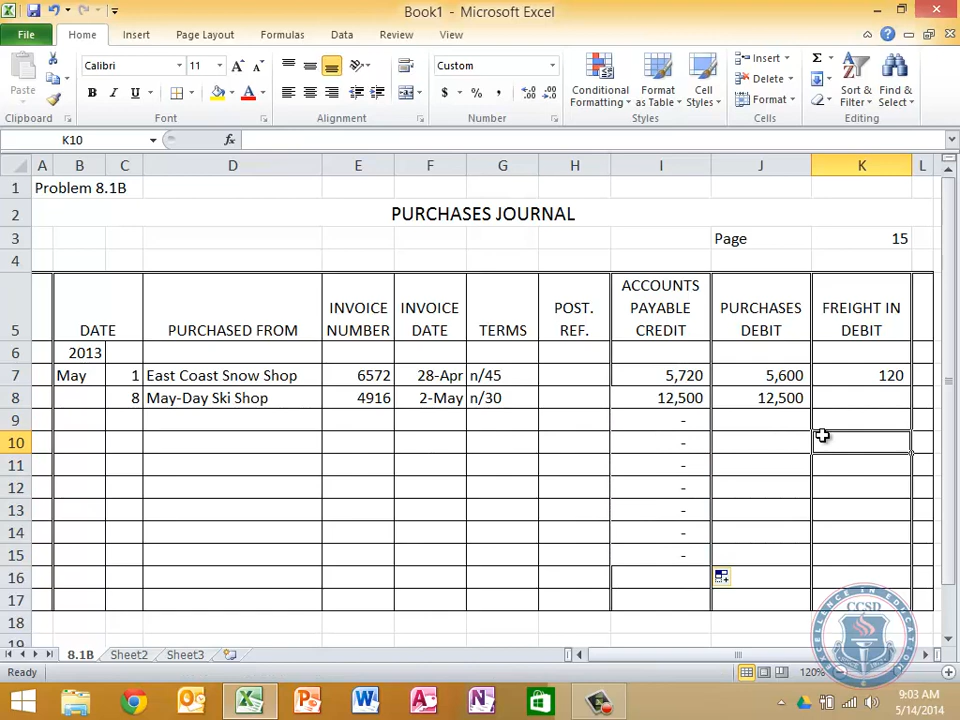 Book1 - Microsoft Excel
File Home Insert Page Layout Formulas Data Review View
Paste
Calibri 11
B I U
Custom
$ % ,
Conditional Formatting
Format as Table
Cell Styles
Insert
Delete
Format
Sort & Filter
Find & Select
Clipboard Font Alignment Number Styles Cells Editing
K10 fx
A B C D E F G H I J K L
1 Problem 8.1B
2 PURCHASES JOURNAL
3 Page 15
4
5 DATE PURCHASED FROM INVOICE NUMBER INVOICE DATE TERMS POST. REF. ACCOUNTS PAYABLE CREDIT PURCHASES DEBIT FREIGHT IN DEBIT
6 2013
7 May 1 East Coast Snow Shop 6572 28-Apr n/45 5,720 5,600 120
8 8 May-Day Ski Shop 4916 2-May n/30 12,500 12,500
9 -
10 -
11 -
12 -
13 -
14 -
15 -
16
17
18
19
8.1B Sheet2 Sheet3
Ready 120%
CCSD
9:03 AM
5/14/2014